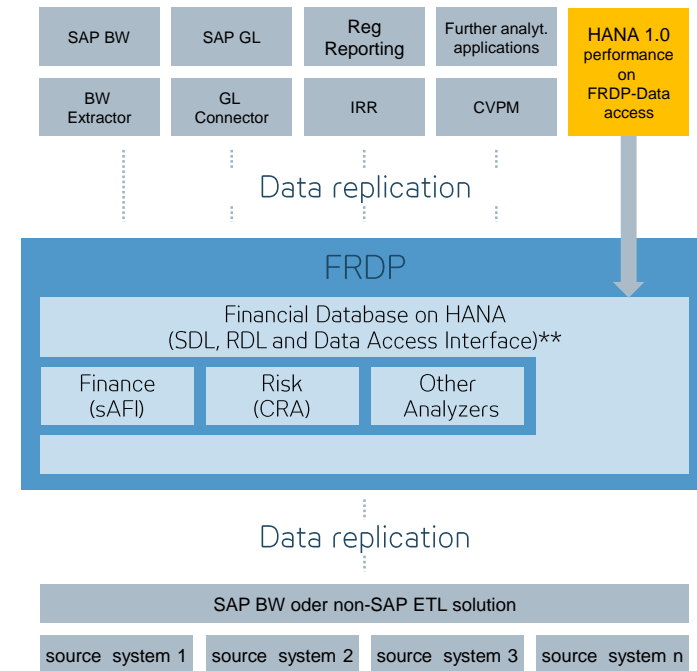 SAP BW
SAP GL
Reg
Reporting
Further analyt.
applications
HANA 1.0
performance
on
FRDP-Data
access
BW
Extractor
GL
Connector
IRR
CVPM
Data replication
FRDP
Financial Database on HANA
(SDL, RDL and Data Access Interface)**
Finance
(sAFI)
Risk
(CRA)
Other
Analyzers
Data replication
SAP BW oder non-SAP ETL solution
source system 1
source system 2
source system 3
source system n